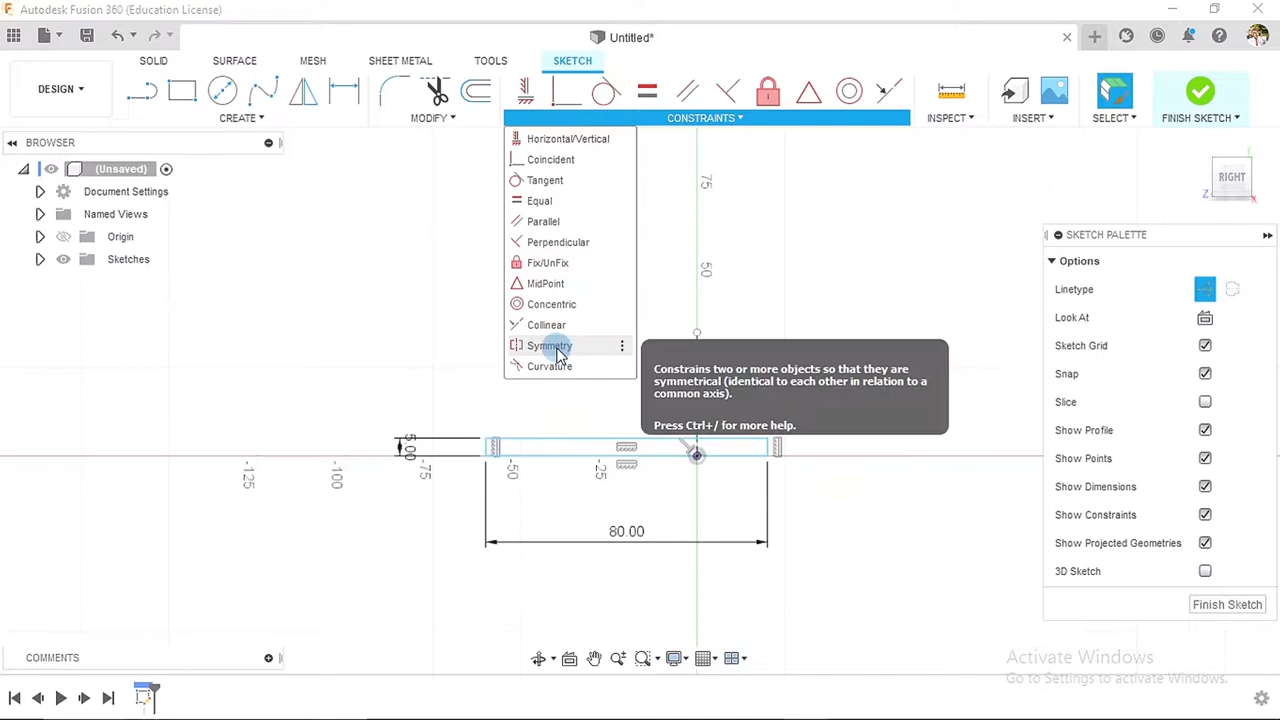 Autodesk Fusion 360 (Education License)
Untitled*
DESIGN
SOLID
SURFACE
MESH
SHEET METAL
TOOLS
SKETCH
CREATE
MODIFY
CONSTRAINTS
INSPECT
INSERT
SELECT
FINISH SKETCH
BROWSER
(Unsaved)
Document Settings
Named Views
Origin
Sketches
Horizontal/Vertical
Coincident
Tangent
Equal
Parallel
Perpendicular
Fix/UnFix
MidPoint
Concentric
Collinear
Symmetry
Curvature
Constrains two or more objects so that they are
symmetrical (identical to each other in relation to a
common axis).
Press Ctrl+/ for more help.
75
50
RIGHT
Y
Z
X
SKETCH PALETTE
Options
Linetype
Look At
Sketch Grid
Snap
Slice
Show Profile
Show Points
Show Dimensions
Show Constraints
Show Projected Geometries
3D Sketch
Finish Sketch
5.00
-125
-100
-75
-50
-25
80.00
COMMENTS
Activate Windows
Go to Settings to activate Windows.